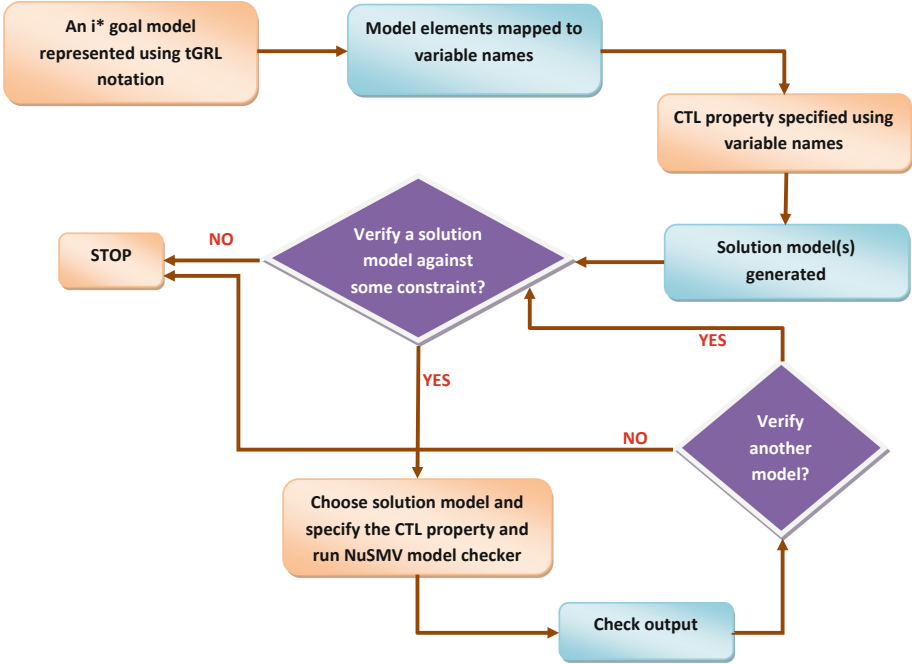 An i* goal model
represented using tGRL
notation
Model elements mapped to
variable names
CTL property specified using
variable names
Solution model(s)
generated
Verify a solution
model against
some constraint?
NO
STOP
YES
YES
Verify
another
model?
NO
Choose solution model and
specify the CTL property and
run NuSMV model checker
Check output